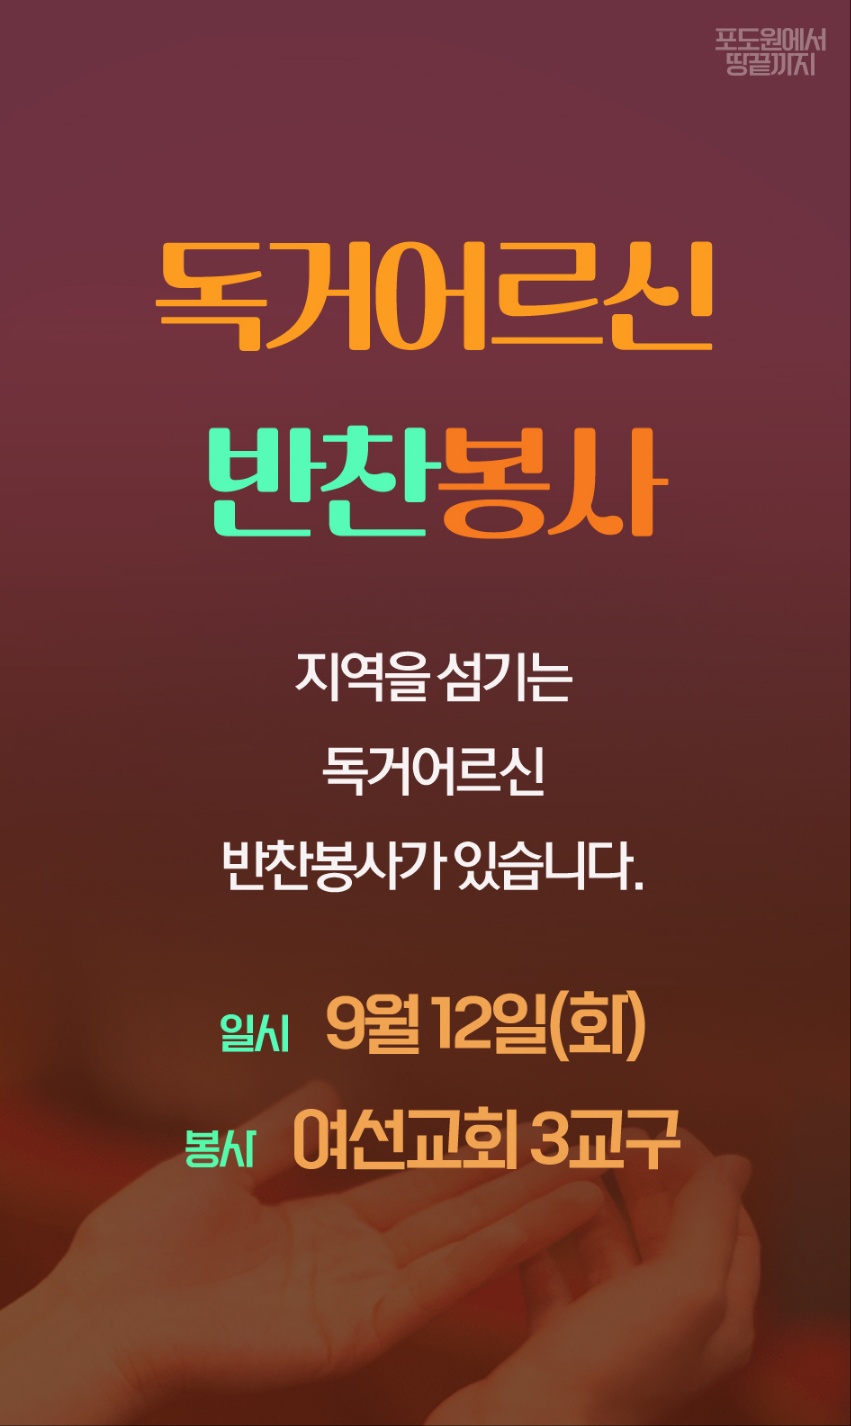 포도원에서
땅끝까지
독거어르신
반찬봉사
지역을 섬기는
독거어르신
반찬봉사가 있습니다.
일시 9월 12일(화)
봉사 여선교회 3교구